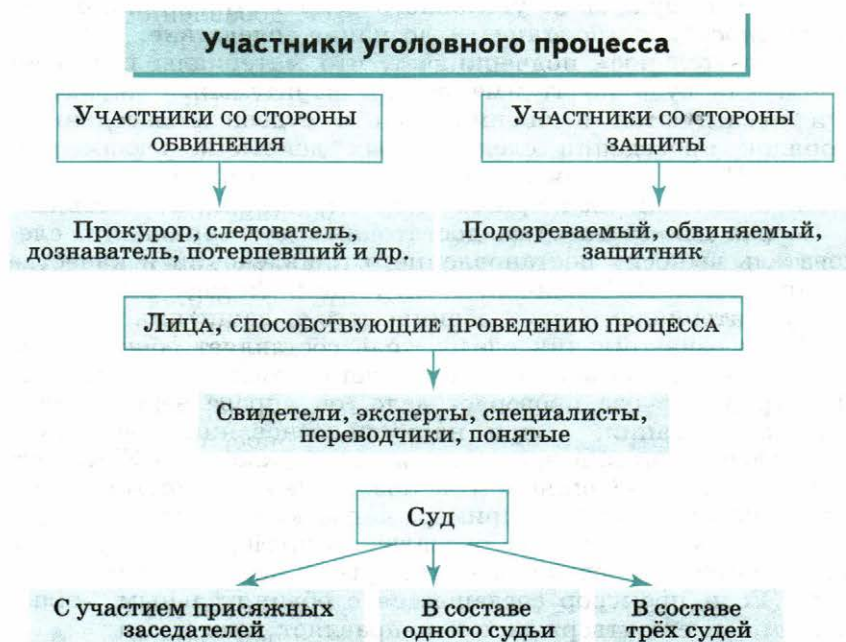 Участники уголовного процесса
УЧАСТНИКИ СО СТОРОНЫ
ОБВИНЕНИЯ
УЧАСТНИКИ СО СТОРОНЫ
ЗАЩИТЫ
Прокурор, следователь,
дознаватель, потерпевший и др.
Подозреваемый, обвиняемый,
защитник
ЛИЦА, СПОСОБСТВУЮЩИЕ ПРОВЕДЕНИЮ ПРОЦЕССА
Свидетели, эксперты, специалисты,
переводчики, понятые
СУД
С участием присяжных
заседателей
В составе
одного судьи
В составе
трёх судей